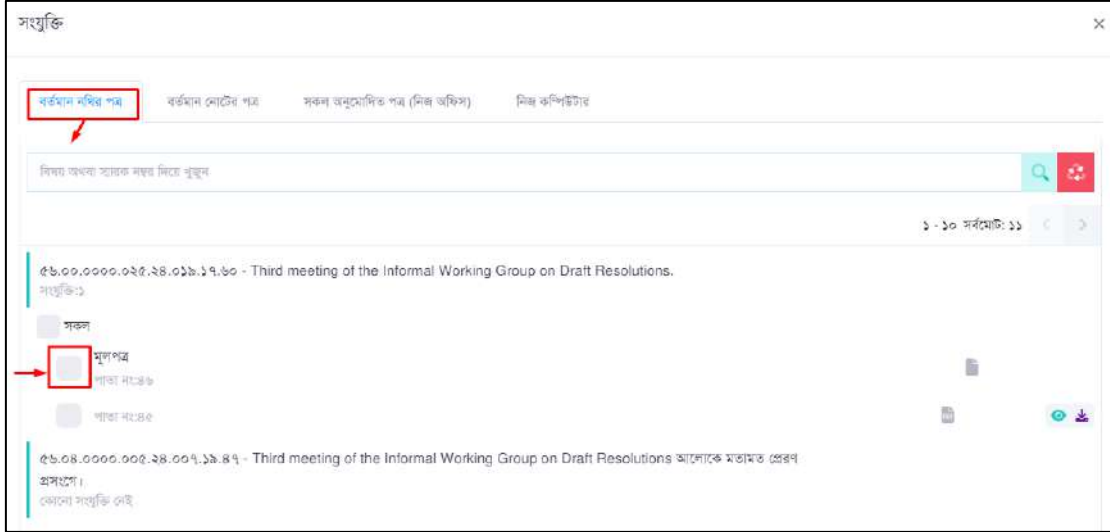 সংযুক্তি
বর্তমান নথির পত্র বর্তমান নোটের পত্র সকল অনুমোদিত পত্র (নিজ অফিস) নিজ কম্পিউটার
বিষয় অথবা স্মারক নম্বর দিয়ে খুজুন
১ - ১০ সর্বমোট: ১১
৫৬.০০.০০০০.০২৫.২৪.০১৯.১৭.৬০ - Third meeting of the Informal Working Group on Draft Resolutions.
সংযুক্তি:১
সকল
মূলপত্র
পাতা নং:৪৬
পাতা নং:৪৫
৫৬.০৪.০০০০.০০৫.২৪.০০৭.১৯.৪৭ - Third meeting of the Informal Working Group on Draft Resolutions আলোকে মতামত প্রেরণ
প্রসংগে।
কোনো সংযুক্তি নেই